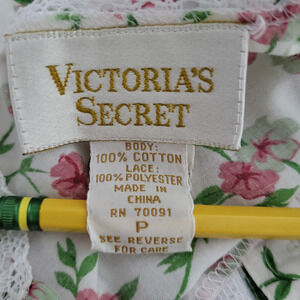 VICTORIA'S
SECRET
BODY:
100% COTTON
LACE:
100% POLYESTER
MADE IN
CHINA
RN 70091
P
SEE REVERSE
FOR CARE